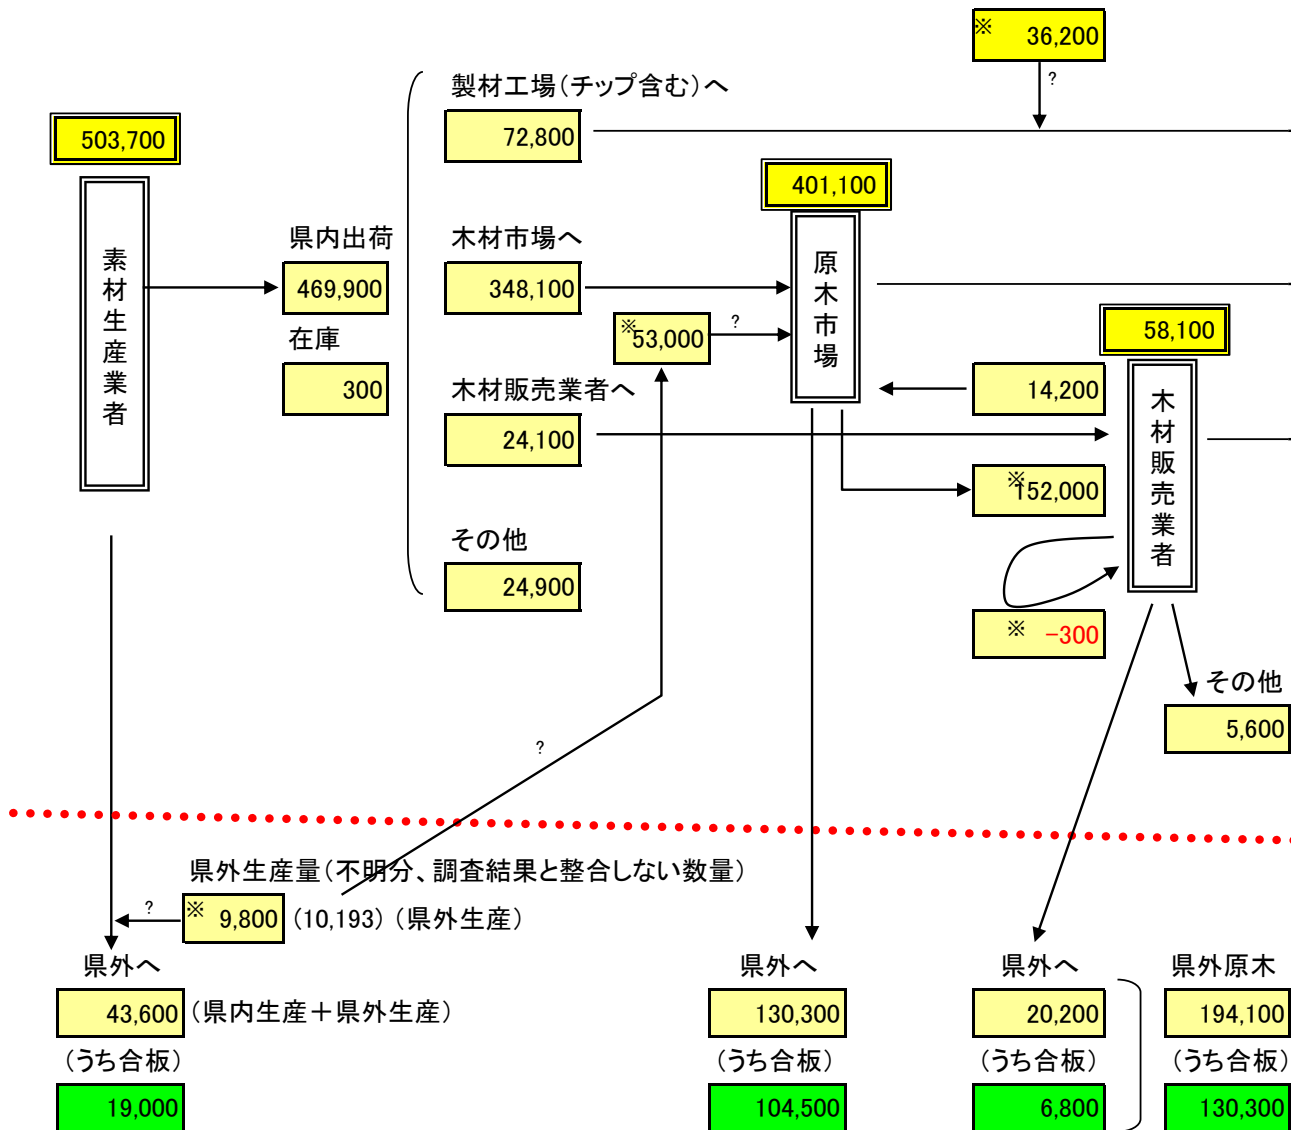 ※ 36,200
?
製材工場(チップ含む)へ
72,800
503,700
401,100
素材生産業者
県内出荷
469,900
在庫
300
木材市場へ
348,100
※53,000
?
原木市場
58,100
木材販売業者へ
24,100
14,200
※152,000
木材販売業者
その他
24,900
※ -300
その他
5,600
?
県外生産量(不明分、調査結果と整合しない数量)
?
※ 9,800 (10,193) (県外生産)
県外へ
43,600 (県内生産+県外生産)
(うち合板)
19,000
県外へ
130,300
(うち合板)
104,500
県外へ
20,200
(うち合板)
6,800
県外原木
194,100
(うち合板)
130,300